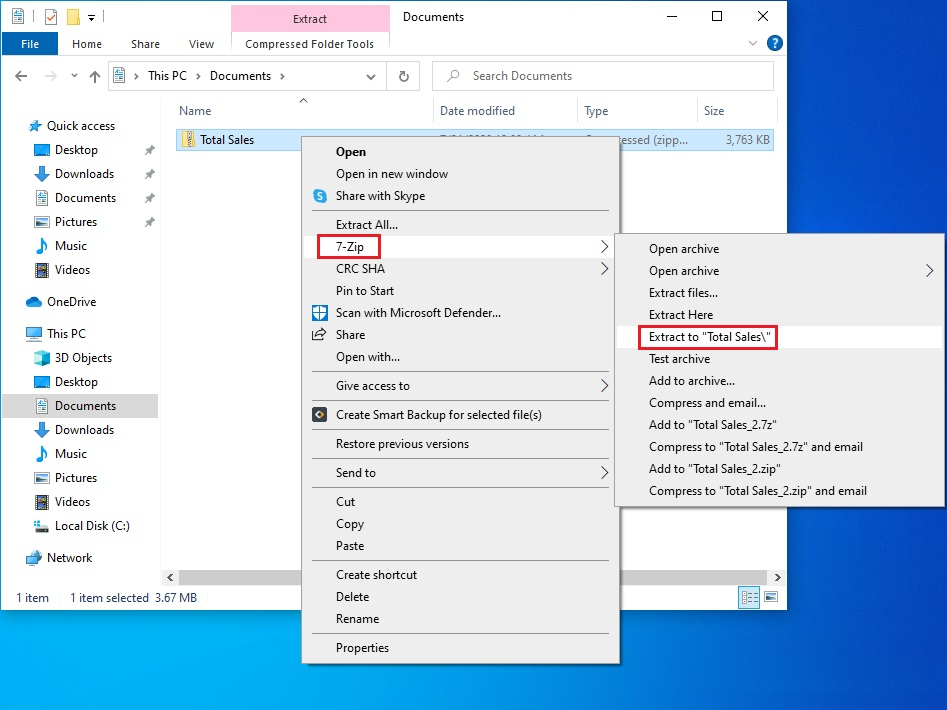 Extract
Documents
File
Home
Share
View
Compressed Folder Tools
This PC
Documents
Search Documents
Name
Date modified
Type
Size
Total Sales
3,763 KB
Quick access
Desktop
Downloads
Documents
Pictures
Music
Videos
OneDrive
This PC
3D Objects
Desktop
Documents
Downloads
Music
Pictures
Videos
Local Disk (C:)
Network
1 item
1 item selected 3.67 MB
Open
Open in new window
Share with Skype
Extract All...
7-Zip
CRC SHA
Pin to Start
Scan with Microsoft Defender...
Share
Open with...
Give access to
Create Smart Backup for selected file(s)
Restore previous versions
Send to
Cut
Copy
Paste
Create shortcut
Delete
Rename
Properties
Open archive
Open archive
Extract files...
Extract Here
Extract to "Total Sales\"
Test archive
Add to archive...
Compress and email...
Add to "Total Sales_2.7z"
Compress to "Total Sales_2.7z" and email
Add to "Total Sales_2.zip"
Compress to "Total Sales_2.zip" and email